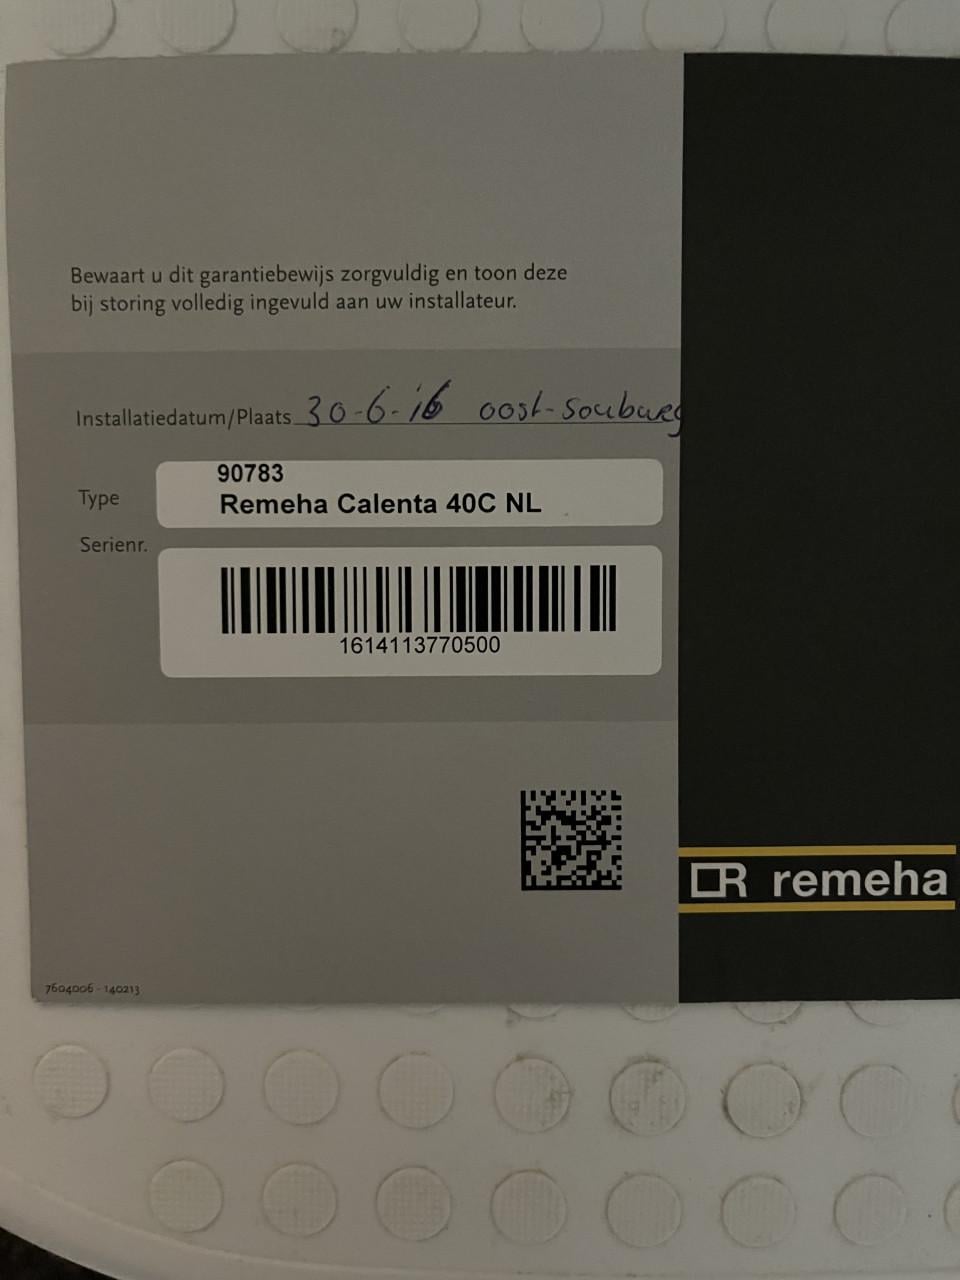 Bewaart u dit garantiebewijs zorgvuldig en toon deze
bij storing volledig ingevuld aan uw installateur.
Installatiedatum/Plaats 30-6-16 oost-souburg
90783
Type Remeha Calenta 40C NL
Serienr.
1614113770500
remeha
7604006 - 140213